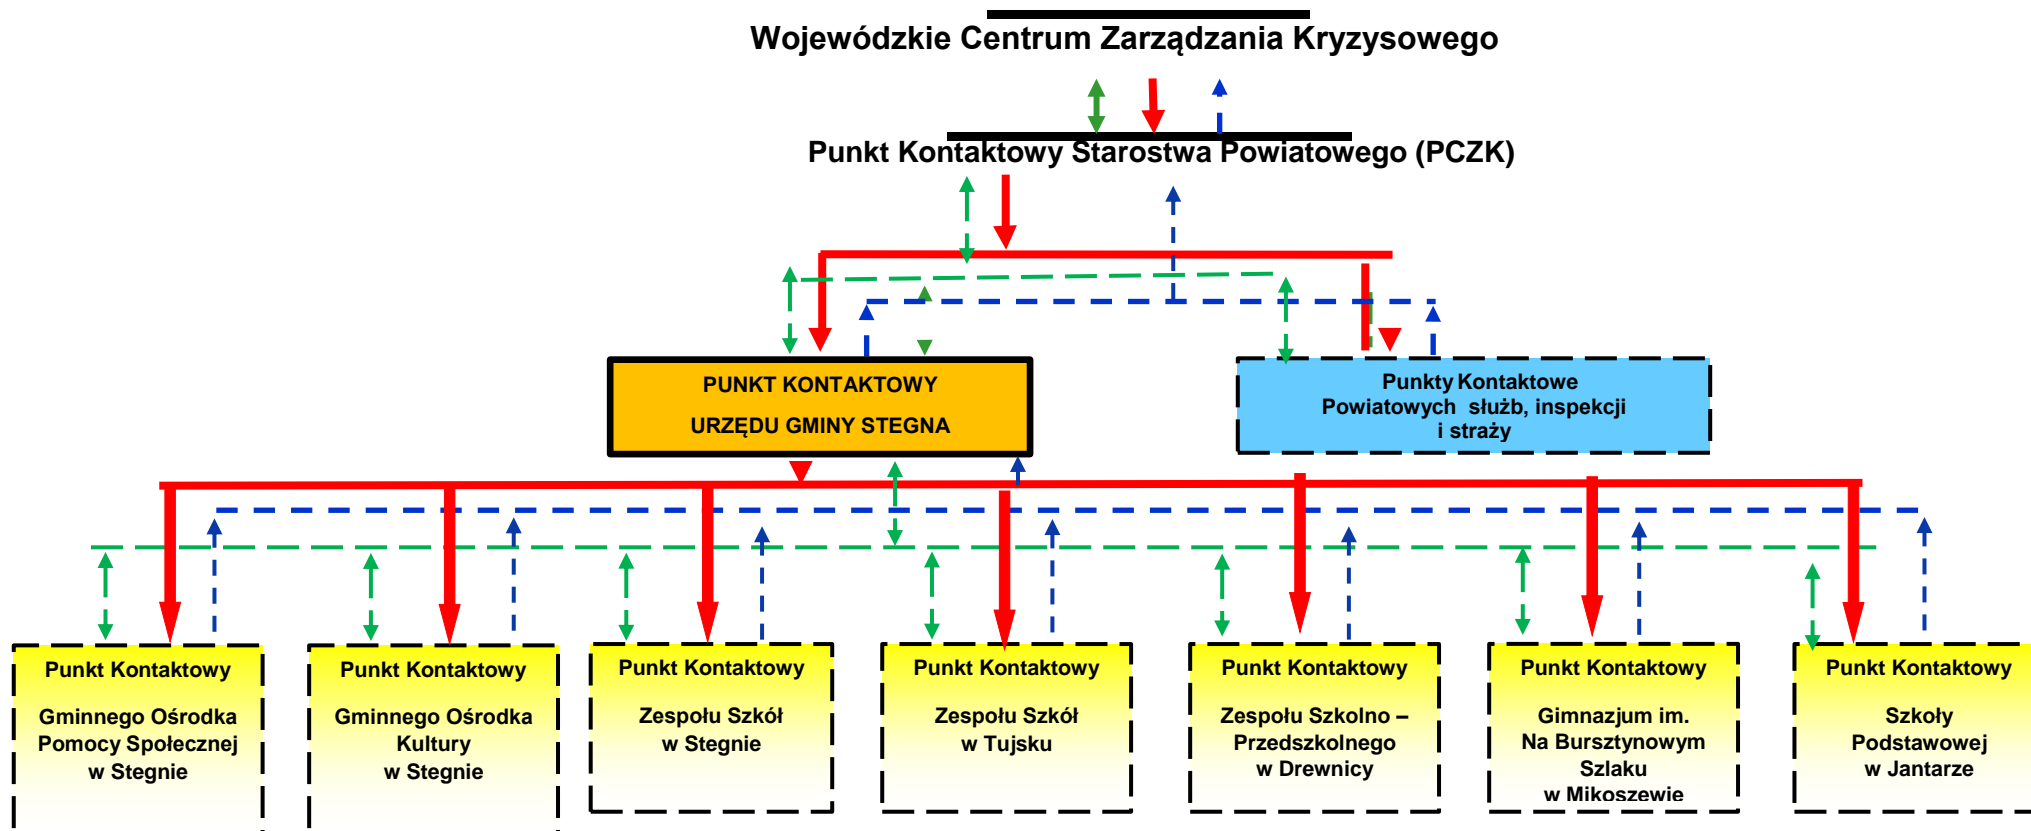 Wojewódzkie Centrum Zarządzania Kryzysowego
Punkt Kontaktowy Starostwa Powiatowego (PCZK)
PUNKT KONTAKTOWY
URZĘDU GMINY STEGNA
Punkty Kontaktowe
Powiatowych służb, inspekcji
i straży
Punkt Kontaktowy
Gminnego Ośrodka
Pomocy Społecznej
w Stegnie
Punkt Kontaktowy
Gminnego Ośrodka
Kultury
w Stegnie
Punkt Kontaktowy
Zespołu Szkół
w Stegnie
Punkt Kontaktowy
Zespołu Szkół
w Tujsku
Punkt Kontaktowy
Zespołu Szkolno –
Przedszkolnego
w Drewnicy
Punkt Kontaktowy
Gimnazjum im.
Na Bursztynowym
Szlaku
w Mikoszewie
Punkt Kontaktowy
Szkoły
Podstawowej
w Jantarze